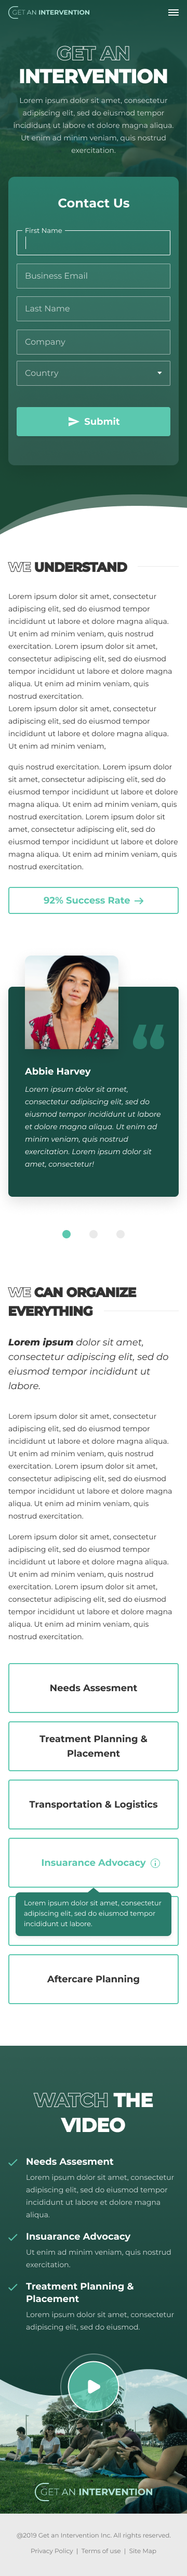 GET AN INTERVENTION
GET AN
INTERVENTION
Lorem ipsum dolor sit amet, consectetur
adipiscing elit, sed do eiusmod tempor
incididunt ut labore et dolore magna aliqua.
Ut enim ad minim veniam, quis nostrud
exercitation.
Contact Us
First Name
Business Email
Last Name
Company
Country
Submit
WE UNDERSTAND
Lorem ipsum dolor sit amet, consectetur
adipiscing elit, sed do eiusmod tempor
incididunt ut labore et dolore magna aliqua.
Ut enim ad minim veniam, quis nostrud
exercitation. Lorem ipsum dolor sit amet,
consectetur adipiscing elit, sed do eiusmod
tempor incididunt ut labore et dolore magna
aliqua. Ut enim ad minim veniam, quis
nostrud exercitation.
Lorem ipsum dolor sit amet, consectetur
adipiscing elit, sed do eiusmod tempor
incididunt ut labore et dolore magna aliqua.
Ut enim ad minim veniam,
quis nostrud exercitation. Lorem ipsum dolor
sit amet, consectetur adipiscing elit, sed do
eiusmod tempor incididunt ut labore et dolore
magna aliqua. Ut enim ad minim veniam, quis
nostrud exercitation. Lorem ipsum dolor sit
amet, consectetur adipiscing elit, sed do
eiusmod tempor incididunt ut labore et dolore
magna aliqua. Ut enim ad minim veniam, quis
nostrud exercitation.
92% Success Rate →
“
Abbie Harvey
Lorem ipsum dolor sit amet,
consectetur adipiscing elit, sed do
eiusmod tempor incididunt ut labore
et dolore magna aliqua. Ut enim ad
minim veniam, quis nostrud
exercitation. Lorem ipsum dolor sit
amet, consectetur!
WE CAN ORGANIZE
EVERYTHING
Lorem ipsum dolor sit amet,
consectetur adipiscing elit, sed do
eiusmod tempor incididunt ut
labore.
Lorem ipsum dolor sit amet, consectetur
adipiscing elit, sed do eiusmod tempor
incididunt ut labore et dolore magna aliqua.
Ut enim ad minim veniam, quis nostrud
exercitation. Lorem ipsum dolor sit amet,
consectetur adipiscing elit, sed do eiusmod
tempor incididunt ut labore et dolore magna
aliqua. Ut enim ad minim veniam, quis
nostrud exercitation.
Lorem ipsum dolor sit amet, consectetur
adipiscing elit, sed do eiusmod tempor
incididunt ut labore et dolore magna aliqua.
Ut enim ad minim veniam, quis nostrud
exercitation. Lorem ipsum dolor sit amet,
consectetur adipiscing elit, sed do eiusmod
tempor incididunt ut labore et dolore magna
aliqua. Ut enim ad minim veniam, quis
nostrud exercitation.
Needs Assesment
Treatment Planning &
Placement
Transportation & Logistics
Insuarance Advocacy
Lorem ipsum dolor sit amet, consectetur
adipiscing elit, sed do eiusmod tempor
incididunt ut labore.
Aftercare Planning
WATCH THE
VIDEO
Needs Assesment
Lorem ipsum dolor sit amet, consectetur
adipiscing elit, sed do eiusmod tempor
incididunt ut labore et dolore magna
aliqua.
Insuarance Advocacy
Ut enim ad minim veniam, quis nostrud
exercitation.
Treatment Planning &
Placement
Lorem ipsum dolor sit amet, consectetur
adipiscing elit, sed do eiusmod.
GET AN INTERVENTION
@2019 Get an Intervention Inc. All rights reserved.
Privacy Policy | Terms of use | Site Map